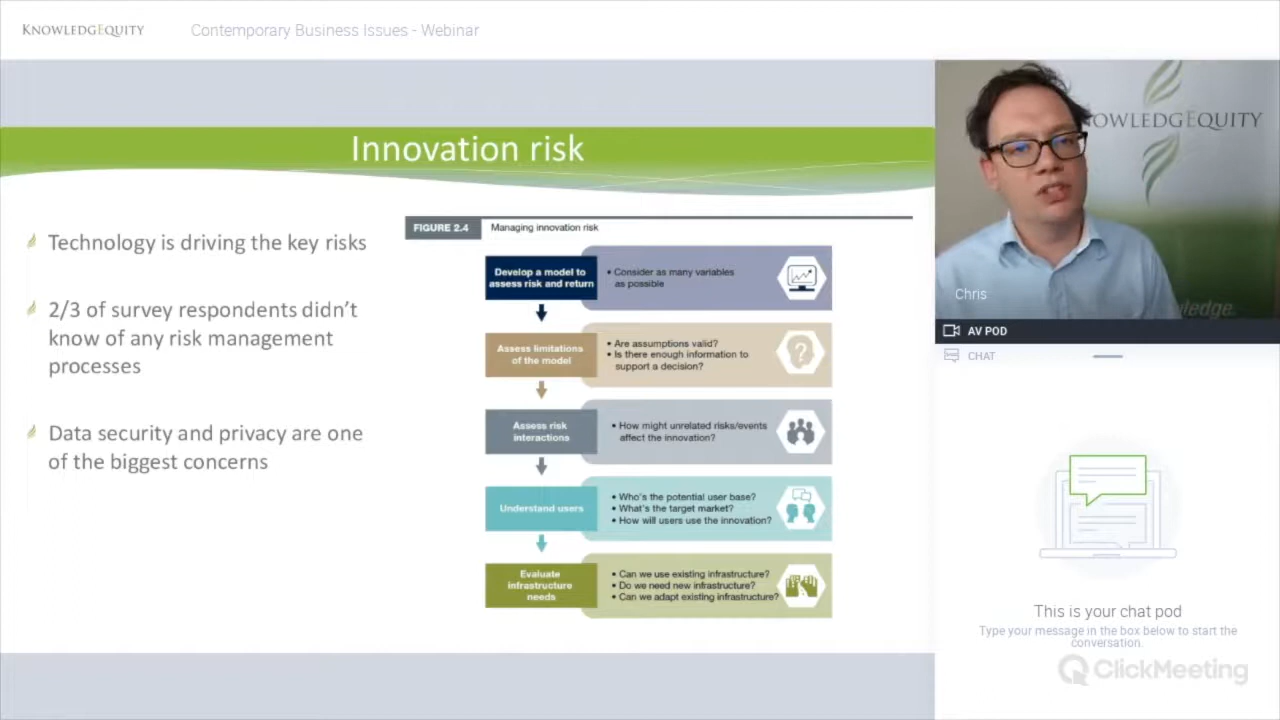 KNOWLEDGEQUITY
Contemporary Business Issues - Webinar
Innovation risk
Technology is driving the key risks
2/3 of survey respondents didn't
know of any risk management
processes
Data security and privacy are one
of the biggest concerns
FIGURE 2.4 Managing innovation risk
Develop a model to
assess risk and return
• Consider as many variables
as possible
Assess limitations
of the model
• Are assumptions valid?
• Is there enough information to
support a decision?
Assess risk
interactions
• How might unrelated risks/events
affect the innovation?
Understand users
• Who's the potential user base?
• What's the target market?
• How will users use the innovation?
Evaluate
infrastructure
needs
• Can we use existing infrastructure?
• Do we need new infrastructure?
• Can we adapt existing infrastructure?
NOWLEDGEQUITY
Chris
AV POD
CHAT
This is your chat pod
Type your message in the box below to start the
conversation.
ClickMeeting